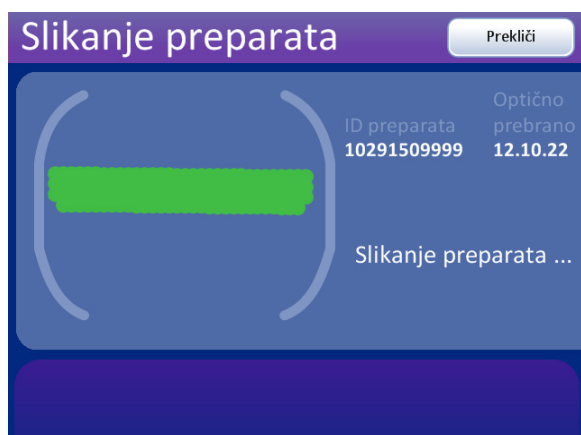 Slikanje preparata
Prekliči
ID preparata
10291509999
Optično
prebrano
12.10.22
Slikanje preparata ...